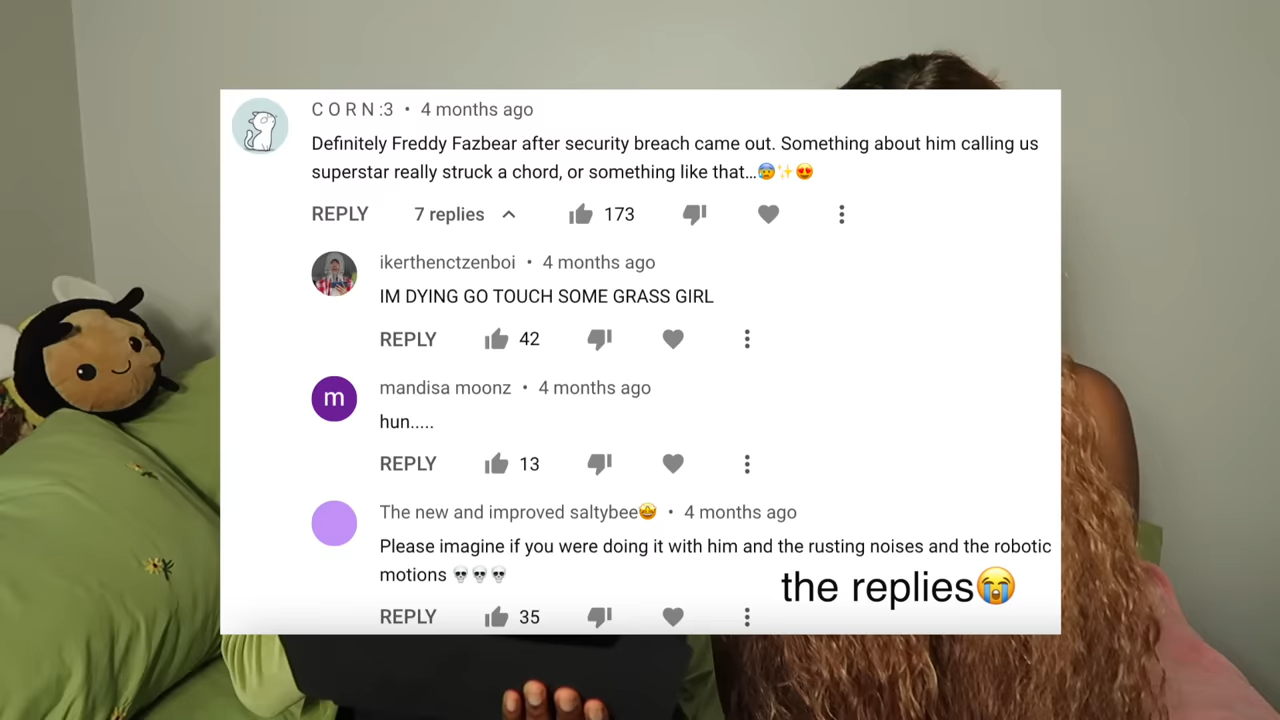 C O R N :3 • 4 months ago
Definitely Freddy Fazbear after security breach came out. Something about him calling us
superstar really struck a chord, or something like that...😰✨😍
REPLY 7 replies 173
ikerthenctzenboi • 4 months ago
IM DYING GO TOUCH SOME GRASS GIRL
REPLY 42
m
mandisa moonz • 4 months ago
hun.....
REPLY 13
The new and improved saltybee🤩 • 4 months ago
Please imagine if you were doing it with him and the rusting noises and the robotic
motions 💀💀💀
the replies😭
REPLY 35